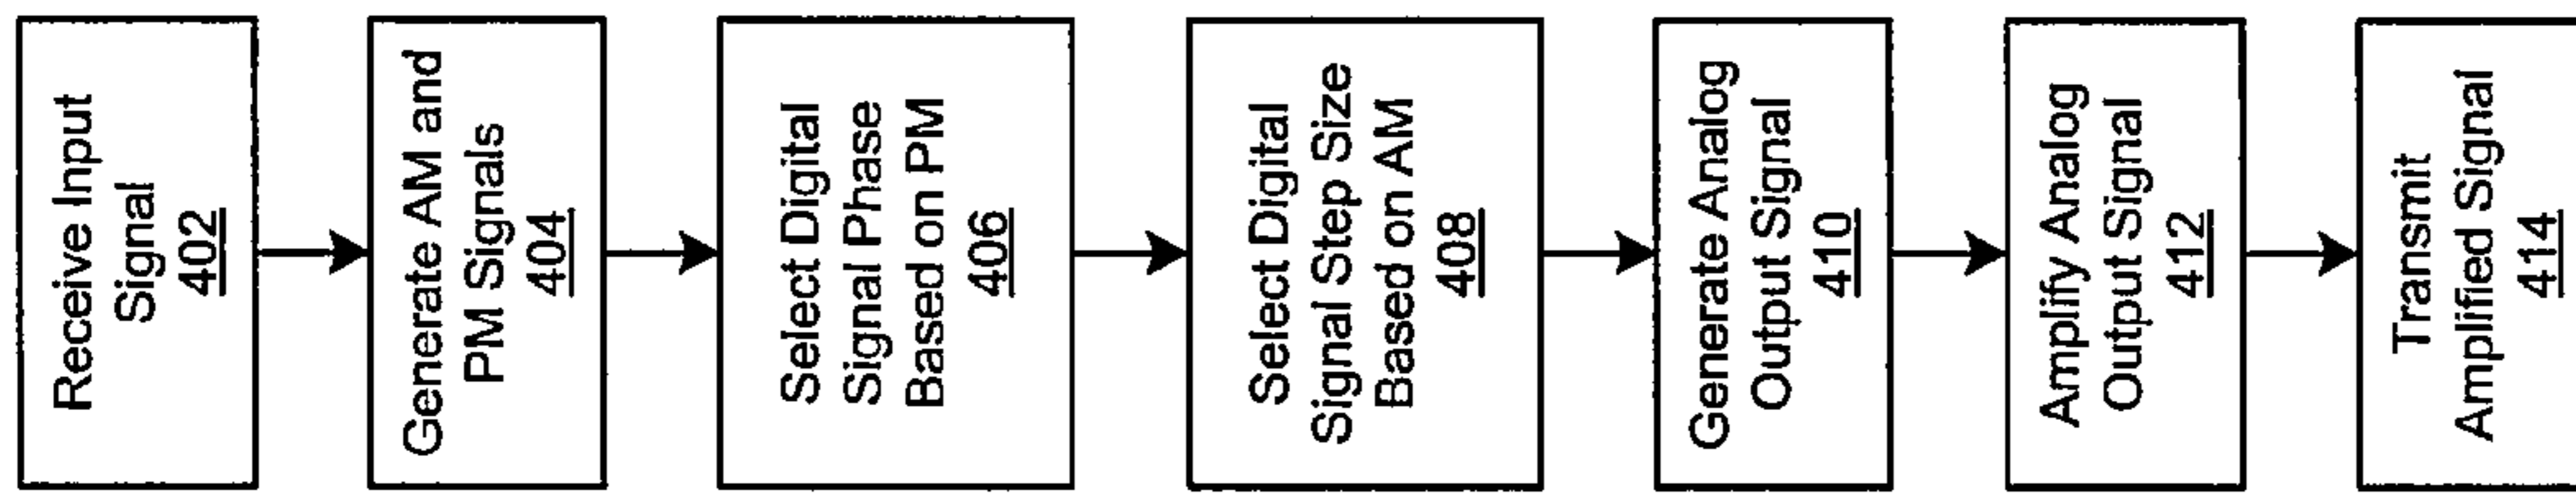 Receive Input
Signal
402
Generate AM and
PM Signals
404
Select Digital
Signal Phase
Based on PM
406
Select Digital
Signal Step Size
Based on AM
408
Generate Analog
Output Signal
410
Amplify Analog
Output Signal
412
Transmit
Amplified Signal
414